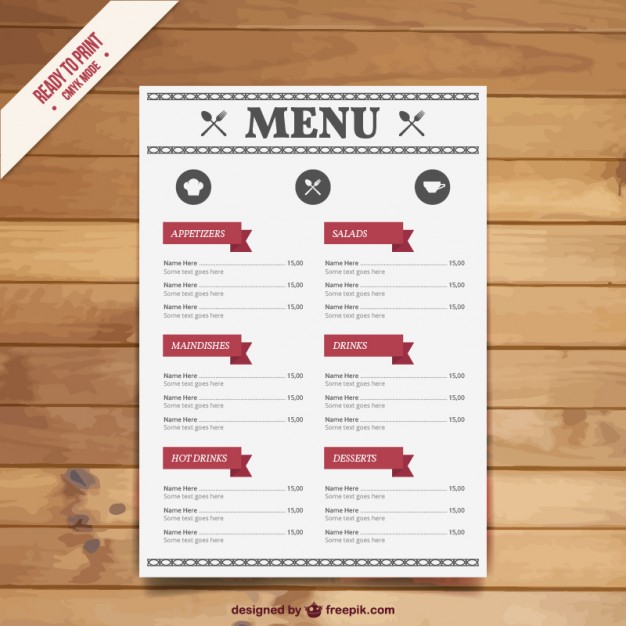 READY TO PRINT
CMYK MODE
MENU
APPETIZERS
Name Here 15,00
Some text goes here
Name Here 15,00
Some text goes here
Name Here 15,00
Some text goes here
SALADS
Name Here 15,00
Some text goes here
Name Here 15,00
Some text goes here
Name Here 15,00
Some text goes here
MAINDISHES
Name Here 15,00
Some text goes here
Name Here 15,00
Some text goes here
Name Here 15,00
Some text goes here
DRINKS
Name Here 15,00
Some text goes here
Name Here 15,00
Some text goes here
Name Here 15,00
Some text goes here
HOT DRINKS
Name Here 15,00
Some text goes here
Name Here 15,00
Some text goes here
Name Here 15,00
Some text goes here
DESSERTS
Name Here 15,00
Some text goes here
Name Here 15,00
Some text goes here
Name Here 15,00
Some text goes here
designed by freepik.com